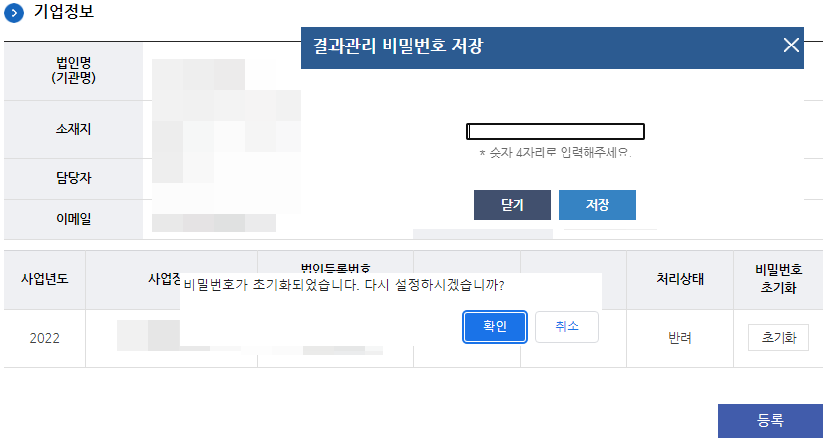 기업정보
결과관리 비밀번호 저장
법인명
(기관명)
소재지
* 숫자 4자리로 입력해주세요.
담당자
닫기
저장
이메일
사업년도
법인등록번호
처리상태
비밀번호
초기화
비밀번호가 초기화되었습니다. 다시 설정하시겠습니까?
확인
취소
2022
반려
초기화
등록